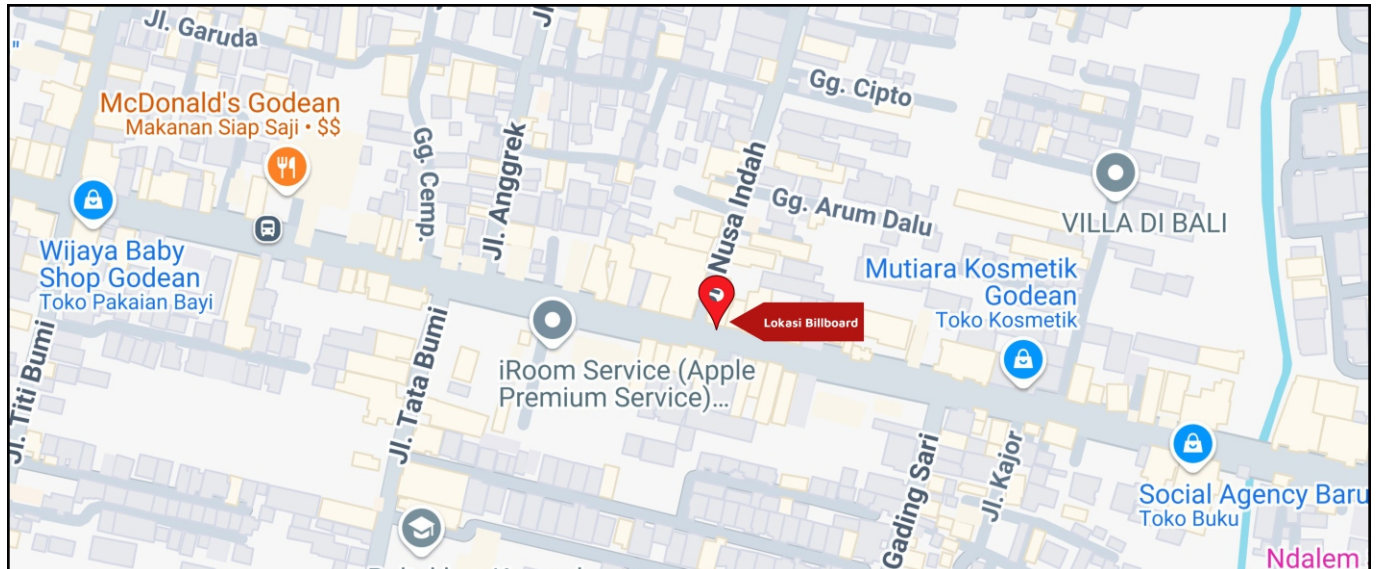 Jl. Garuda
McDonald's Godean
Makanan Siap Saji • $$
Wijaya Baby
Shop Godean
Toko Pakaian Bayi
Jl. Titi Bumi
Gg. Cemp.
Jl. Anggrek
Jl. Tata Bumi
iRoom Service (Apple
Premium Service)...
Nusa Indah
Lokasi Billboard
Gg. Cipto
Gg. Arum Dalu
VILLA DI BALI
Mutiara Kosmetik
Godean
Toko Kosmetik
Gading Sari
Jl. Kajor
Social Agency Baru
Toko Buku
Ndalem